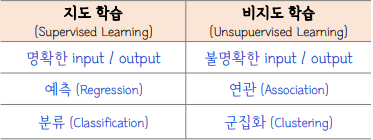 지도 학습 비지도 학습
(Supervised Learning) (Unsupuervised Learning)
명확한 input / output 불명확한 input / output
예측 (Regression) 연관 (Association)
분류 (Classification) 군집화 (Clustering)